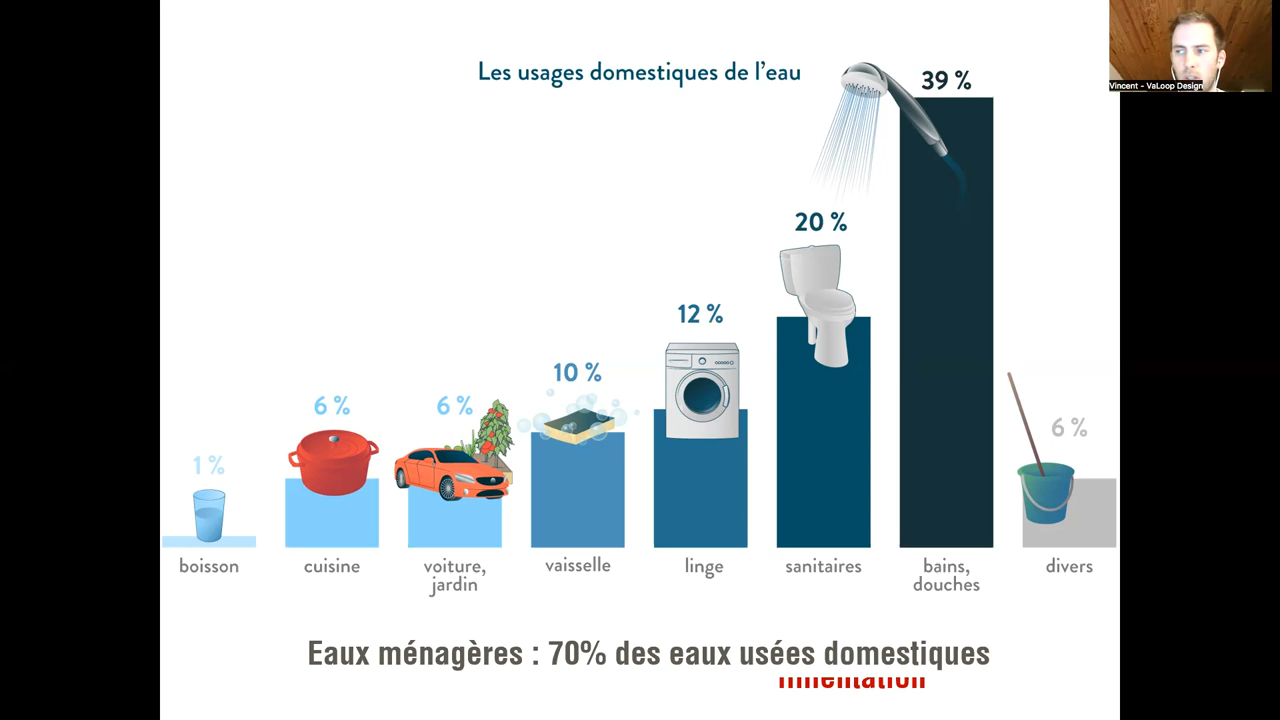 Les usages domestiques de l'eau
39 %
20 %
12 %
10 %
6 %
6 %
1 %
6 %
boisson
cuisine
voiture,
jardin
vaisselle
linge
sanitaires
bains,
douches
divers
Eaux ménagères : 70% des eaux usées domestiques
Vincent - VaLoop Design